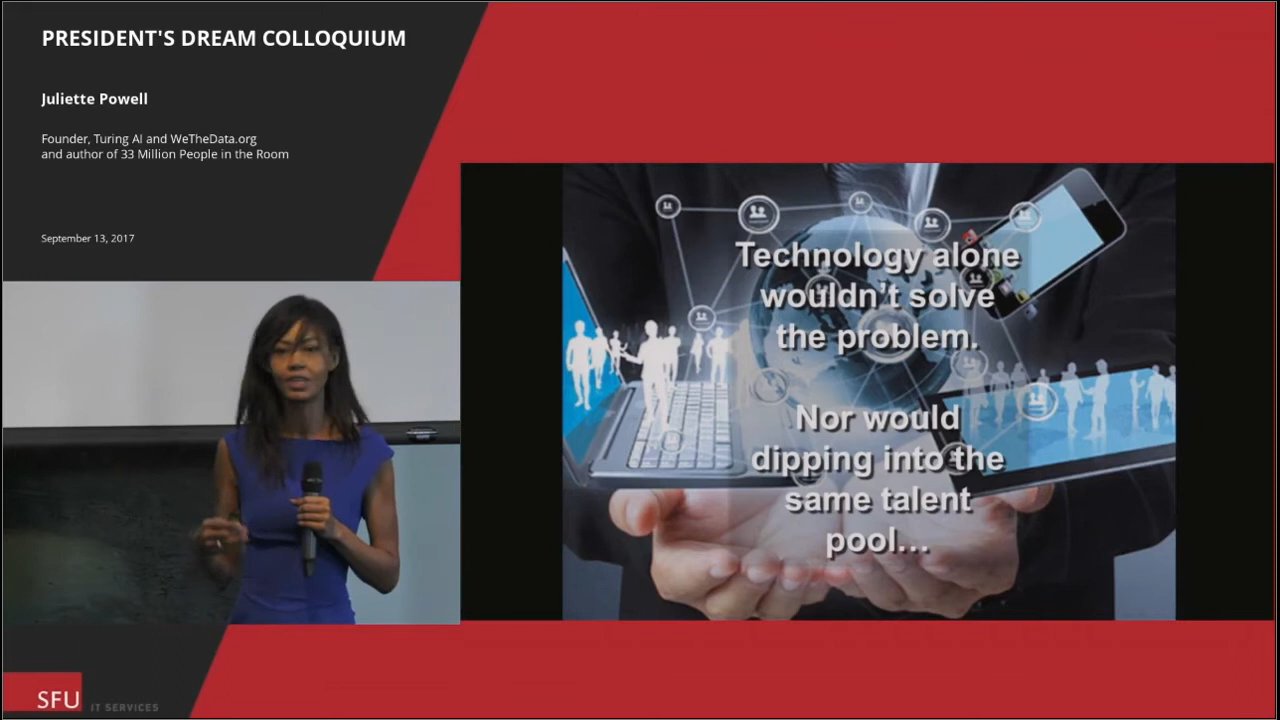 PRESIDENT'S DREAM COLLOQUIUM
Juliette Powell
Founder, Turing AI and WeTheData.org
and author of 33 Million People in the Room
September 13, 2017
Technology alone
wouldn't solve
the problem.
Nor would
dipping into the
same talent
pool...
SFU IT SERVICES